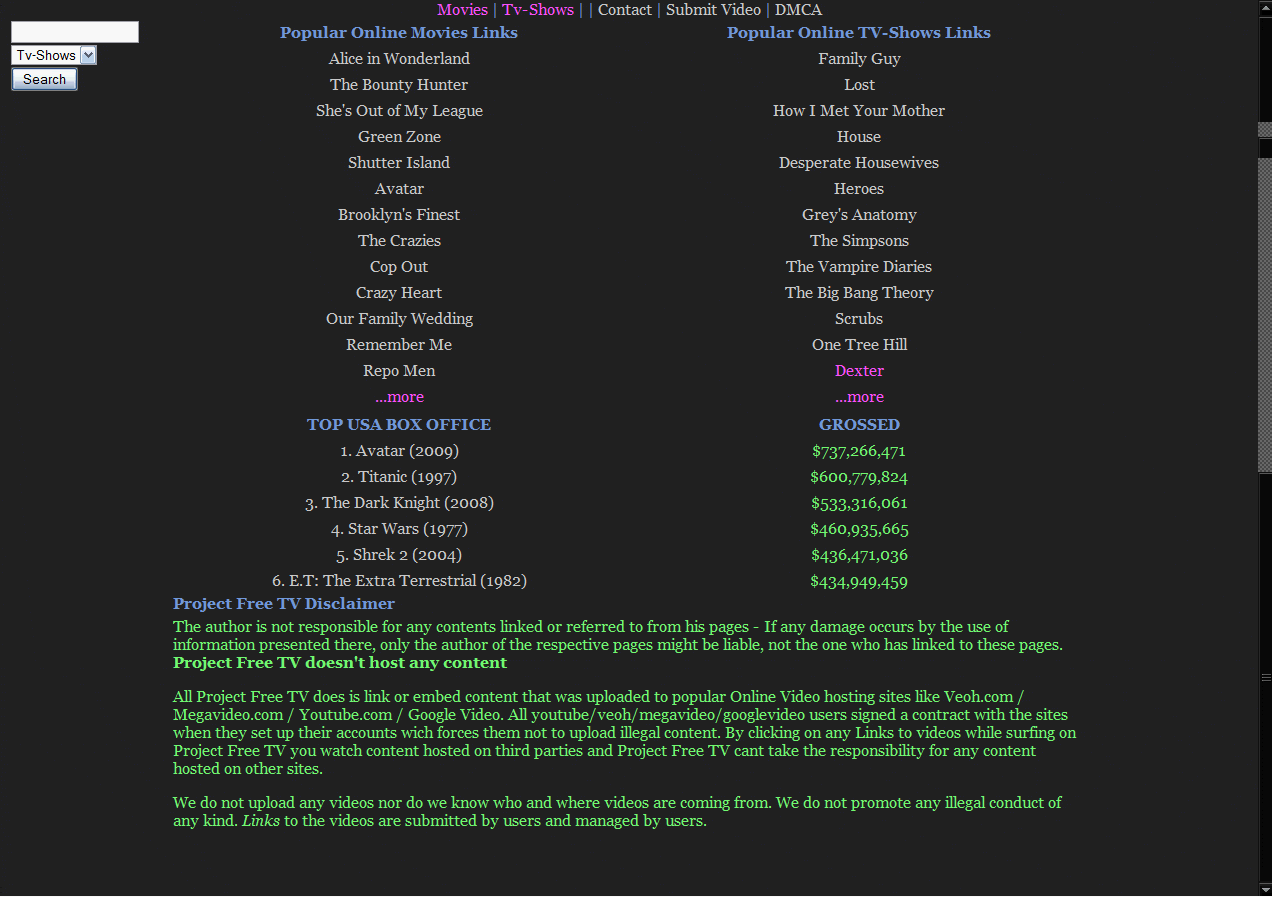 Movies | Tv-Shows | | Contact | Submit Video | DMCA
Tv-Shows
Search
Popular Online Movies Links
Alice in Wonderland
The Bounty Hunter
She's Out of My League
Green Zone
Shutter Island
Avatar
Brooklyn's Finest
The Crazies
Cop Out
Crazy Heart
Our Family Wedding
Remember Me
Repo Men
...more
Popular Online TV-Shows Links
Family Guy
Lost
How I Met Your Mother
House
Desperate Housewives
Heroes
Grey's Anatomy
The Simpsons
The Vampire Diaries
The Big Bang Theory
Scrubs
One Tree Hill
Dexter
...more
TOP USA BOX OFFICE GROSSED
1. Avatar (2009) $737,266,471
2. Titanic (1997) $600,779,824
3. The Dark Knight (2008) $533,316,061
4. Star Wars (1977) $460,935,665
5. Shrek 2 (2004) $436,471,036
6. E.T: The Extra Terrestrial (1982) $434,949,459
Project Free TV Disclaimer
The author is not responsible for any contents linked or referred to from his pages - If any damage occurs by the use of
information presented there, only the author of the respective pages might be liable, not the one who has linked to these pages.
Project Free TV doesn't host any content
All Project Free TV does is link or embed content that was uploaded to popular Online Video hosting sites like Veoh.com /
Megavideo.com / Youtube.com / Google Video. All youtube/veoh/megavideo/googlevideo users signed a contract with the sites
when they set up their accounts wich forces them not to upload illegal content. By clicking on any Links to videos while surfing on
Project Free TV you watch content hosted on third parties and Project Free TV cant take the responsibility for any content
hosted on other sites.
We do not upload any videos nor do we know who and where videos are coming from. We do not promote any illegal conduct of
any kind. Links to the videos are submitted by users and managed by users.